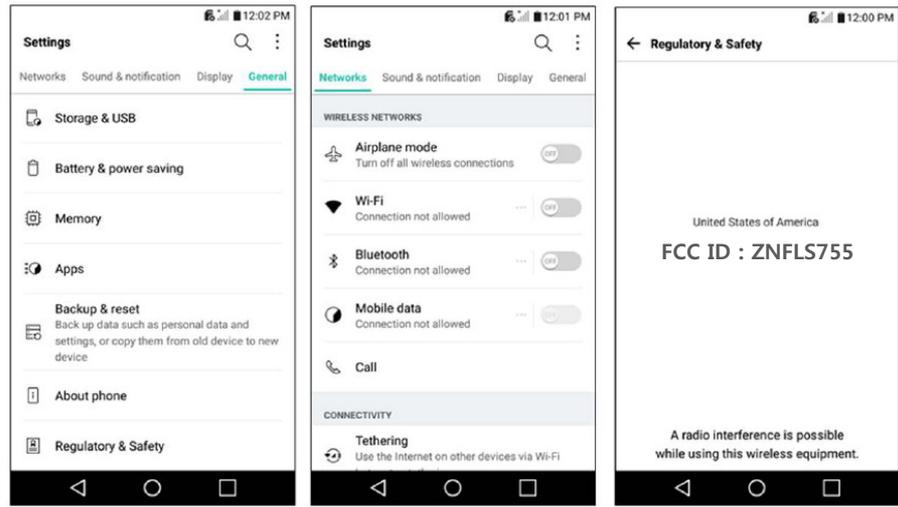 12:02 PM
Settings
Networks Sound & notification Display General
Storage & USB
Battery & power saving
Memory
Apps
Backup & reset
Back up data such as personal data and
settings, or copy them from old device to new
device
About phone
Regulatory & Safety
12:01 PM
Settings
Networks Sound & notification Display General
WIRELESS NETWORKS
Airplane mode
Turn off all wireless connections
OFF
Wi-Fi
Connection not allowed
OFF
Bluetooth
Connection not allowed
OFF
Mobile data
Connection not allowed
Call
CONNECTIVITY
Tethering
Use the Internet on other devices via Wi-Fi
12:00 PM
Regulatory & Safety
United States of America
FCC ID : ZNFLS755
A radio interference is possible
while using this wireless equipment.